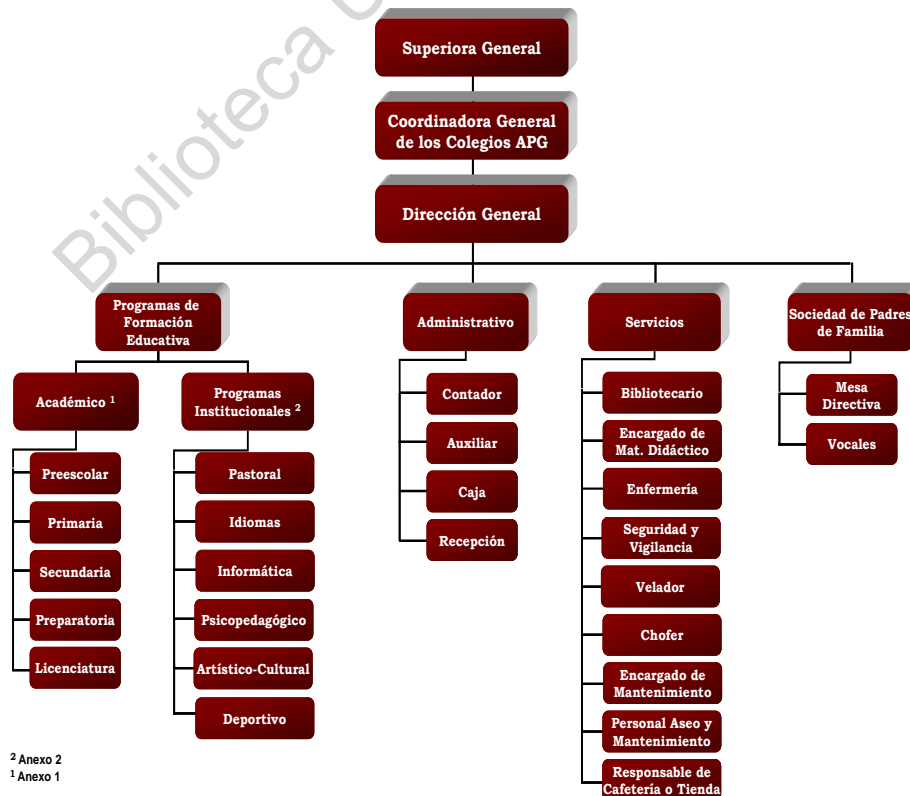 Biblioteca
Superiora General
Coordinadora General
de los Colegios APG
Dirección General
Programas de
Formación
Educativa
Administrativo
Servicios
Sociedad de Padres
de Familia
Académico ¹
Programas
Institucionales ²
Preescolar
Primaria
Secundaria
Preparatoria
Licenciatura
Pastoral
Idiomas
Informática
Psicopedagógico
Artístico-Cultural
Deportivo
Contador
Auxiliar
Caja
Recepción
Bibliotecario
Encargado de
Mat. Didáctico
Enfermería
Seguridad y
Vigilancia
Velador
Chofer
Encargado de
Mantenimiento
Personal Aseo y
Mantenimiento
Responsable de
Cafetería o Tienda
Mesa
Directiva
Vocales
² Anexo 2
¹ Anexo 1